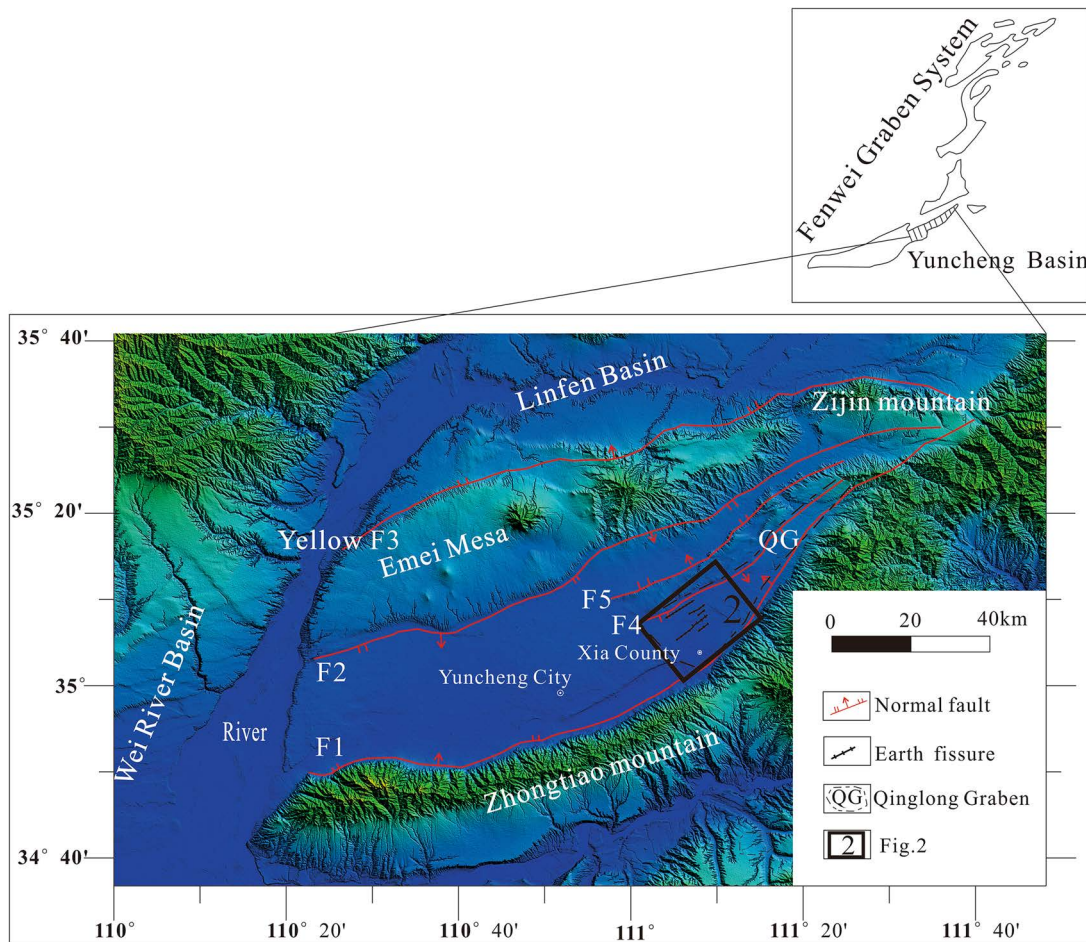 Fenwei Graben System
Yuncheng Basin
35° 40'
35° 20'
35°
34° 40'
Linfen Basin
Zijin mountain
Yellow F3
Emei Mesa
QG
F5
2
F4
Xia County
F2
Yuncheng City
Wei River Basin
River
F1
Zhongtiao mountain
0 20 40km
Normal fault
Earth fissure
QG Qinglong Graben
2 Fig.2
110° 110° 20' 110° 40' 111° 111° 20' 111° 40'